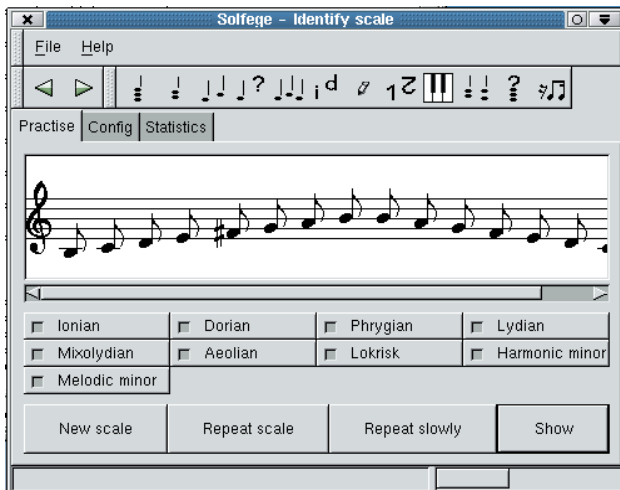 Solfege - Identify scale
File Help
Practise Config Statistics
Ionian Dorian Phrygian Lydian
Mixolydian Aeolian Lokrisk Harmonic minor
Melodic minor
New scale Repeat scale Repeat slowly Show